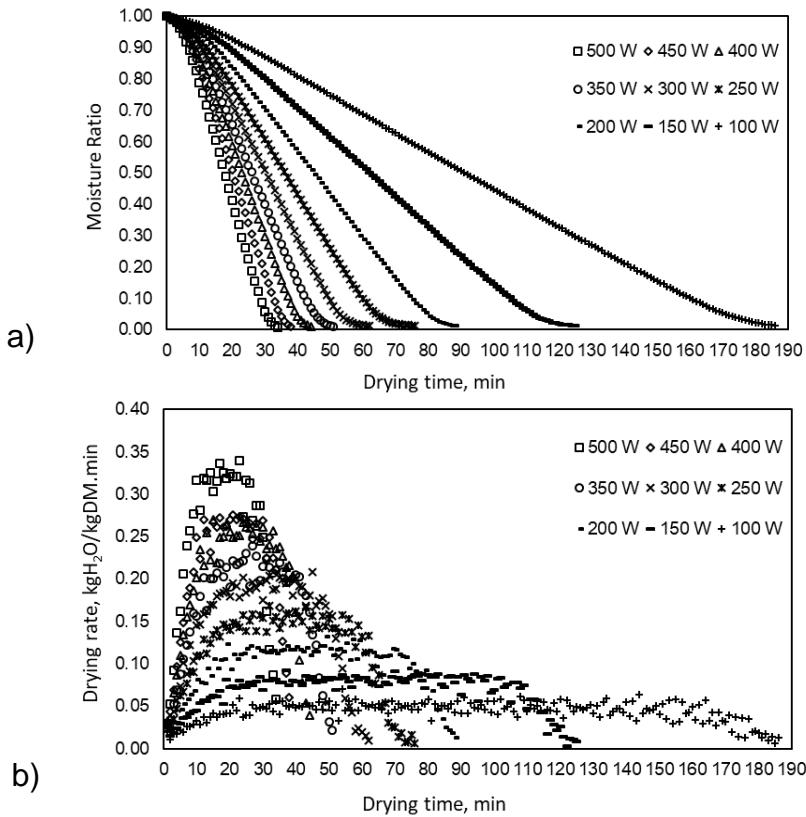 1.00
0.90
0.80
0.70
0.60
0.50
0.40
0.30
0.20
0.10
0.00
Moisture Ratio
500 W 450 W 400 W
350 W 300 W 250 W
200 W 150 W 100 W
0 10 20 30 40 50 60 70 80 90 100 110 120 130 140 150 160 170 180 190
Drying time, min
a)
0.40
0.35
0.30
0.25
0.20
0.15
0.10
0.05
0.00
Drying rate, kgH₂O/kgDM.min
500 W 450 W 400 W
350 W 300 W 250 W
200 W 150 W 100 W
0 10 20 30 40 50 60 70 80 90 100 110 120 130 140 150 160 170 180 190
Drying time, min
b)